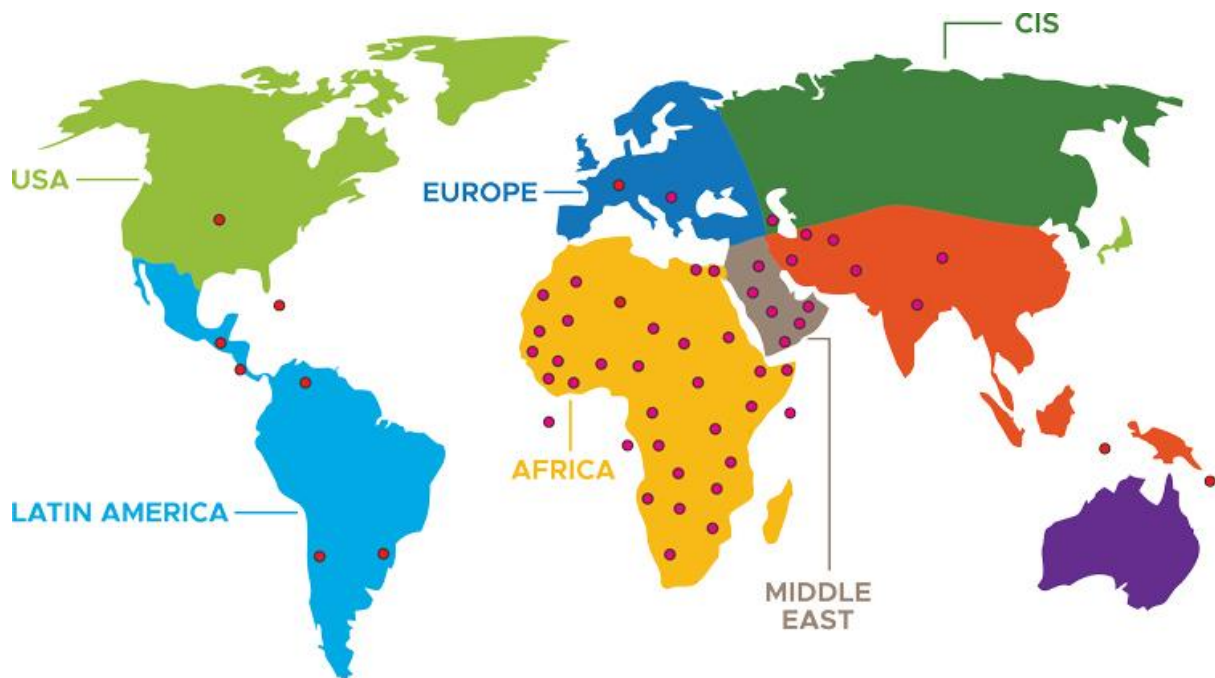 CIS
USA
EUROPE
AFRICA
LATIN AMERICA
MIDDLE
EAST